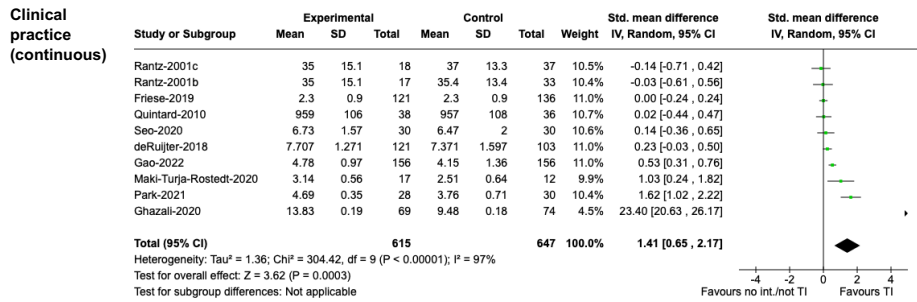 Clinical
practice
(continuous)
Experimental Control Std. mean difference Std. mean difference
Study or Subgroup Mean SD Total Mean SD Total Weight IV, Random, 95% CI IV, Random, 95% CI
Rantz-2001c 35 15.1 18 37 13.3 37 10.5% -0.14 [-0.71 , 0.42]
Rantz-2001b 35 15.1 17 35.4 13.4 33 10.5% -0.03 [-0.61 , 0.56]
Friese-2019 2.3 0.9 121 2.3 0.9 136 11.0% 0.00 [-0.24 , 0.24]
Quintard-2010 959 106 38 957 108 36 10.8% 0.02 [-0.44 , 0.47]
Seo-2020 6.73 1.57 30 6.47 2 30 10.7% 0.14 [-0.36 , 0.65]
deRuijter-2018 7.707 1.271 121 7.371 1.597 103 11.0% 0.23 [-0.03 , 0.50]
Gao-2022 4.78 0.97 156 4.15 1.36 156 11.1% 0.53 [0.31 , 0.76]
Maki-Turja-Rostedt-2020 3.14 0.56 17 2.51 0.64 12 9.9% 1.03 [0.24 , 1.82]
Park-2021 4.69 0.35 28 3.76 0.71 30 10.4% 1.62 [1.02 , 2.22]
Ghazali-2020 13.83 0.19 69 9.48 0.18 74 4.5% 23.40 [20.63 , 26.17]
Total (95% CI) 615 647 100.0% 1.41 [0.65 , 2.17]
Heterogeneity: Tau² = 1.36; Chi² = 304.42, df = 9 (P < 0.00001); I² = 97%
Test for overall effect: Z = 3.62 (P = 0.0003)
Test for subgroup differences: Not applicable
-4 -2 0 2 4
Favours no int./not TI Favours TI